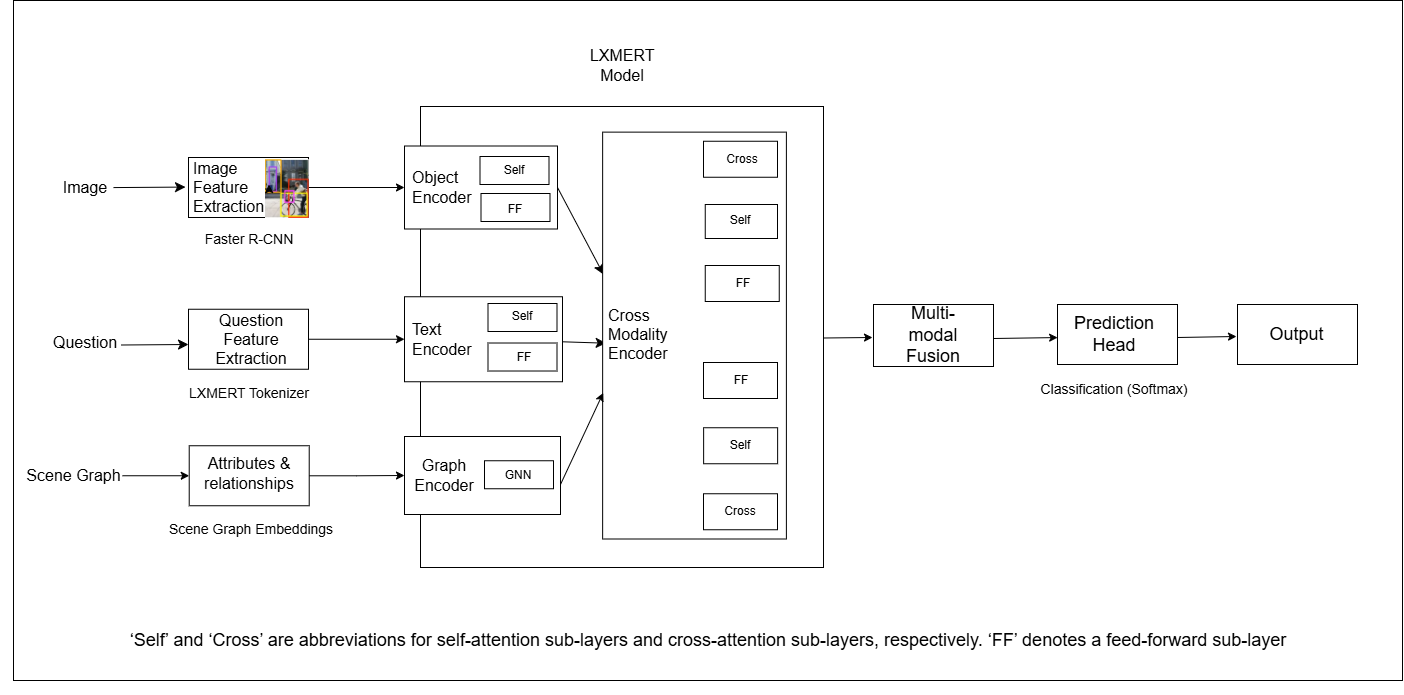 LXMERT
Model
Image
Image
Feature
Extraction
Faster R-CNN
Object
Encoder
Self
FF
Question
Question
Feature
Extraction
LXMERT Tokenizer
Text
Encoder
Self
FF
Scene Graph
Attributes &
relationships
Scene Graph Embeddings
Graph
Encoder
GNN
Cross
Modality
Encoder
Cross
Self
FF
FF
Self
Cross
Multi-
modal
Fusion
Prediction
Head
Classification (Softmax)
Output
‘Self’ and ‘Cross’ are abbreviations for self-attention sub-layers and cross-attention sub-layers, respectively. ‘FF’ denotes a feed-forward sub-layer